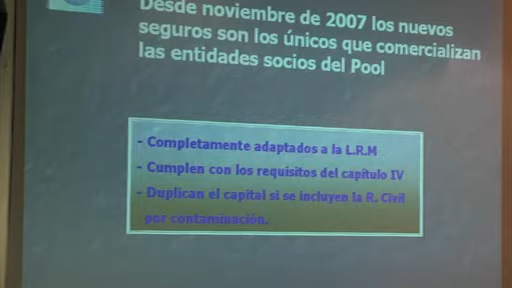 Desde noviembre de 2007 los nuevos
seguros son los únicos que comercializan
las entidades socios del Pool
- Completamente adaptados a la L.R.M
- Cumplen con los requisitos del capítulo IV
- Duplican el capital si se incluyen la R. Civil
por contaminación.